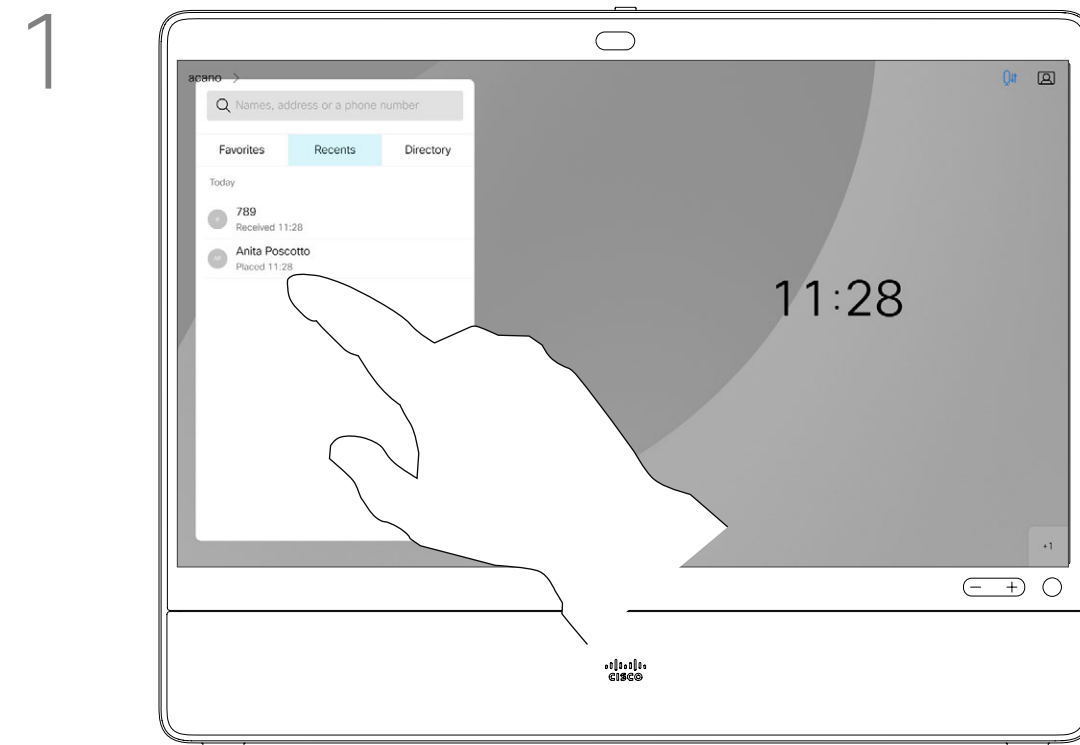 1
acano >
Names, address or a phone number
Favorites Recents Directory
Today
789
Received 11:28
Anita Poscotto
Placed 11:28
11:28
+1
− +
CISCO